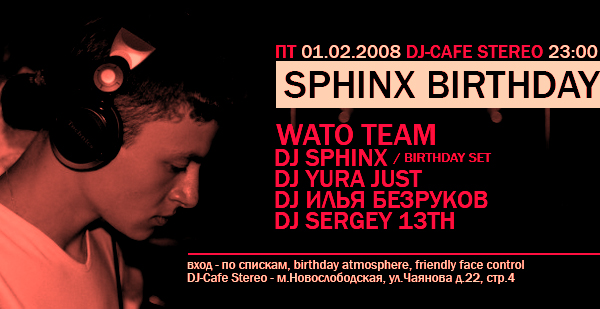 ПТ 01.02.2008 DJ-CAFE STEREO 23:00
SPHINX BIRTHDAY
WATO TEAM
DJ SPHINX / BIRTHDAY SET
DJ YURA JUST
DJ ИЛЬЯ БЕЗРУКОВ
DJ SERGEY 13TH
вход - по спискам, birthday atmosphere, friendly face control
DJ-Cafe Stereo - м.Новослободская, ул.Чаянова д.22, стр.4